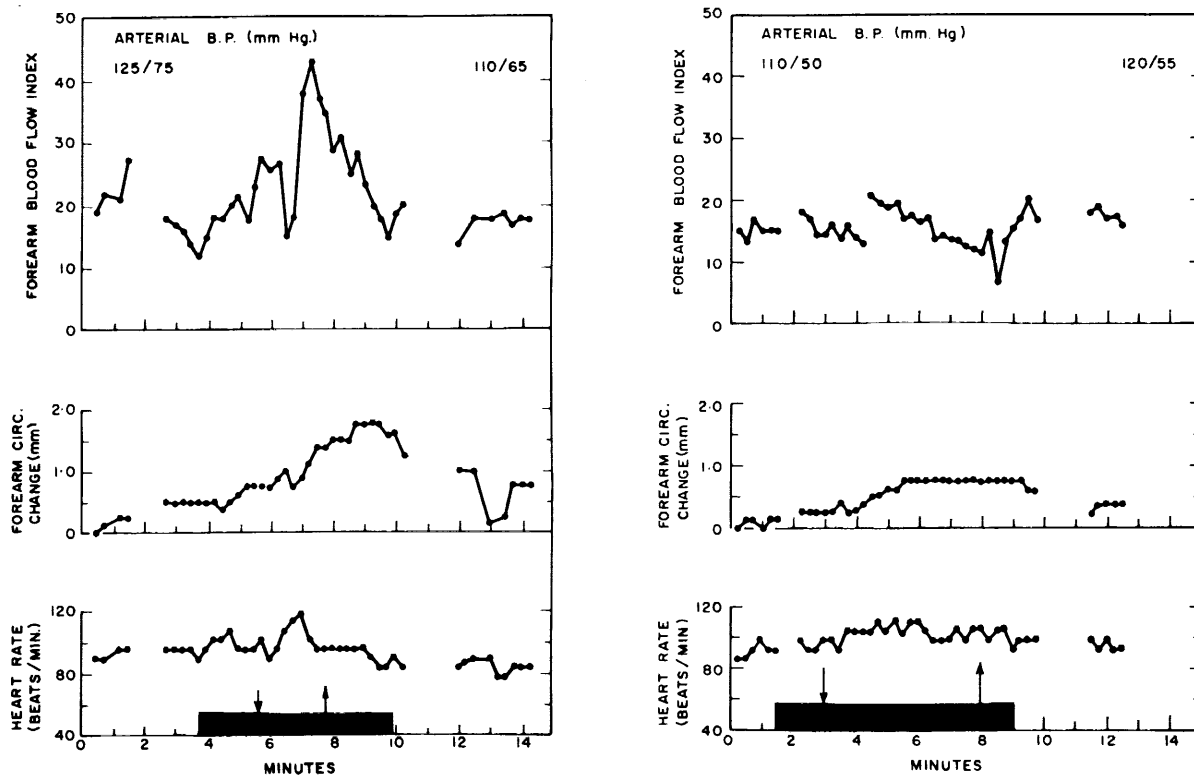 50
40
30
20
10
0
FOREARM BLOOD FLOW INDEX
ARTERIAL B.P. (mm Hg.)
125/75 110/65
2·0
1·0
0
FOREARM CIRC.
CHANGE (mm)
120
100
80
60
40
HEART RATE
(BEATS/MIN.)
0 2 4 6 8 10 12 14
MINUTES
50
40
30
20
10
0
FOREARM BLOOD FLOW INDEX
ARTERIAL B.P. (mm. Hg)
110/50 120/55
2·0
1·0
0
FOREARM CIRC.
CHANGE (mm)
120
100
80
60
40
HEART RATE
(BEATS/MIN.)
0 2 4 6 8 10 12 14
MINUTES